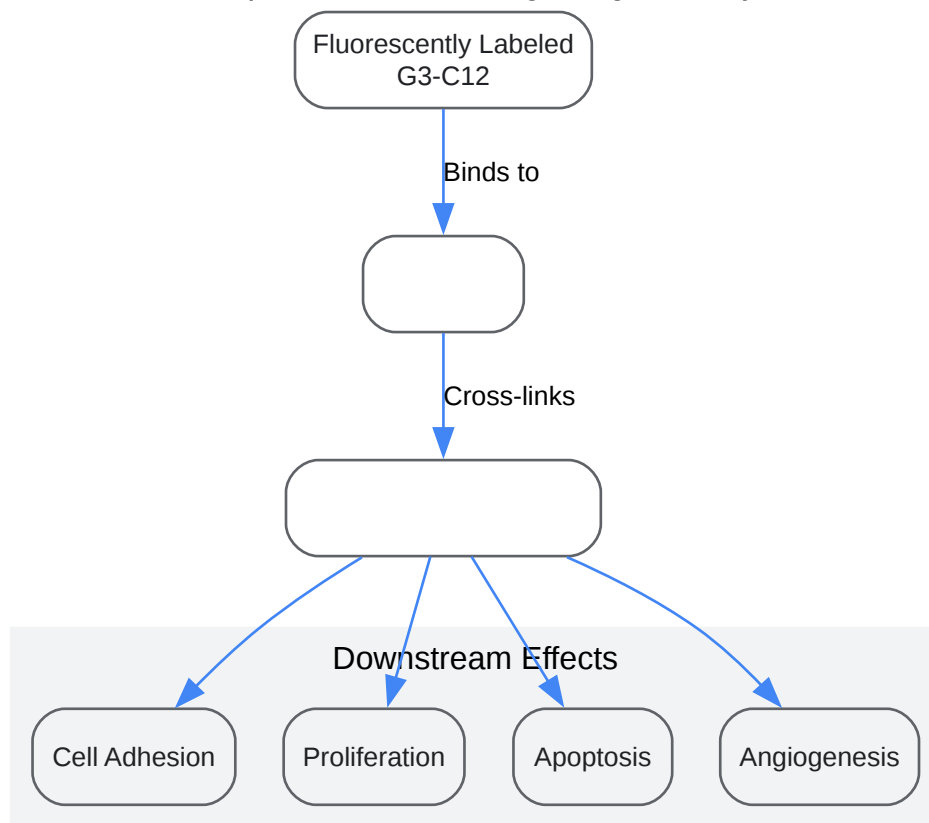 Fluorescently Labeled
G3-C12
Binds to
Cross-links
Downstream Effects
Cell Adhesion
Proliferation
Apoptosis
Angiogenesis